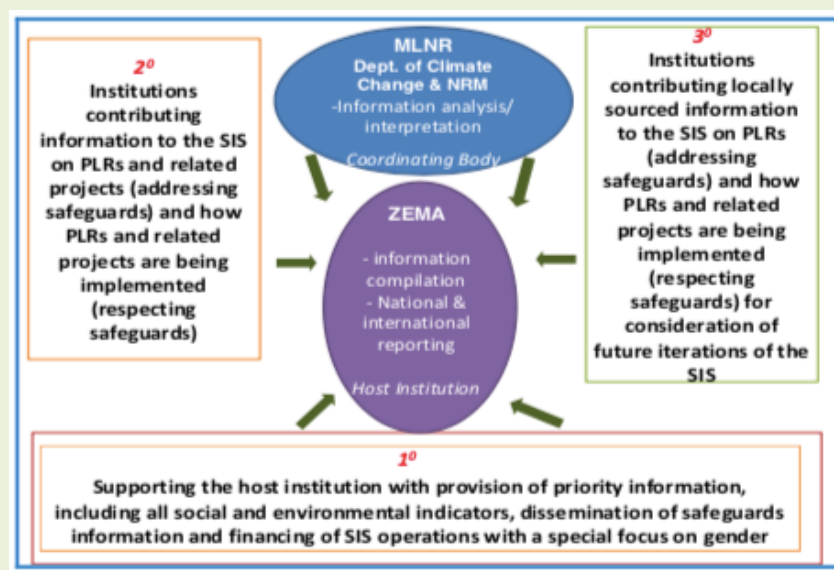 MLNR
Dept. of Climate
Change & NRM
-Information analysis/
interpretation
Coordinating Body
2⁰
Institutions
contributing
information to the SIS
on PLRs and related
projects (addressing
safeguards) and how
PLRs and related
projects are being
implemented
(respecting
safeguards)
ZEMA
- information
compilation
- National &
international
reporting
Host Institution
3⁰
Institutions
contributing locally
sourced information
to the SIS on PLRs
(addressing
safeguards) and how
PLRs and related
projects are being
implemented
(respecting
safeguards) for
consideration of
future iterations of the
SIS
1⁰
Supporting the host institution with provision of priority information,
including all social and environmental indicators, dissemination of safeguards
information and financing of SIS operations with a special focus on gender